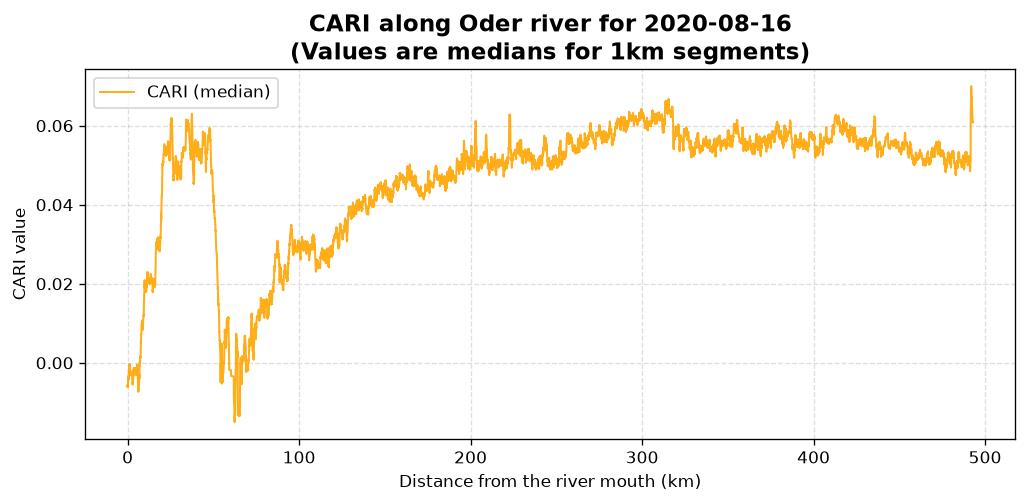 CARI along Oder river for 2020-08-16
(Values are medians for 1km segments)
CARI (median)
CARI value
0.06
0.04
0.02
0.00
0 100 200 300 400 500
Distance from the river mouth (km)